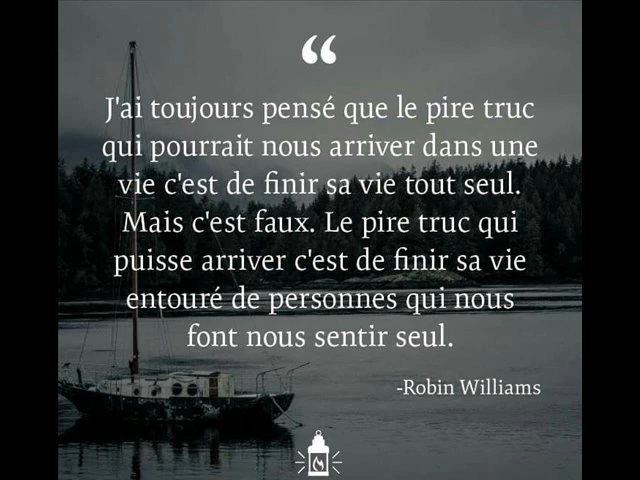 “
J'ai toujours pensé que le pire truc
qui pourrait nous arriver dans une
vie c'est de finir sa vie tout seul.
Mais c'est faux. Le pire truc qui
puisse arriver c'est de finir sa vie
entouré de personnes qui nous
font nous sentir seul.
-Robin Williams